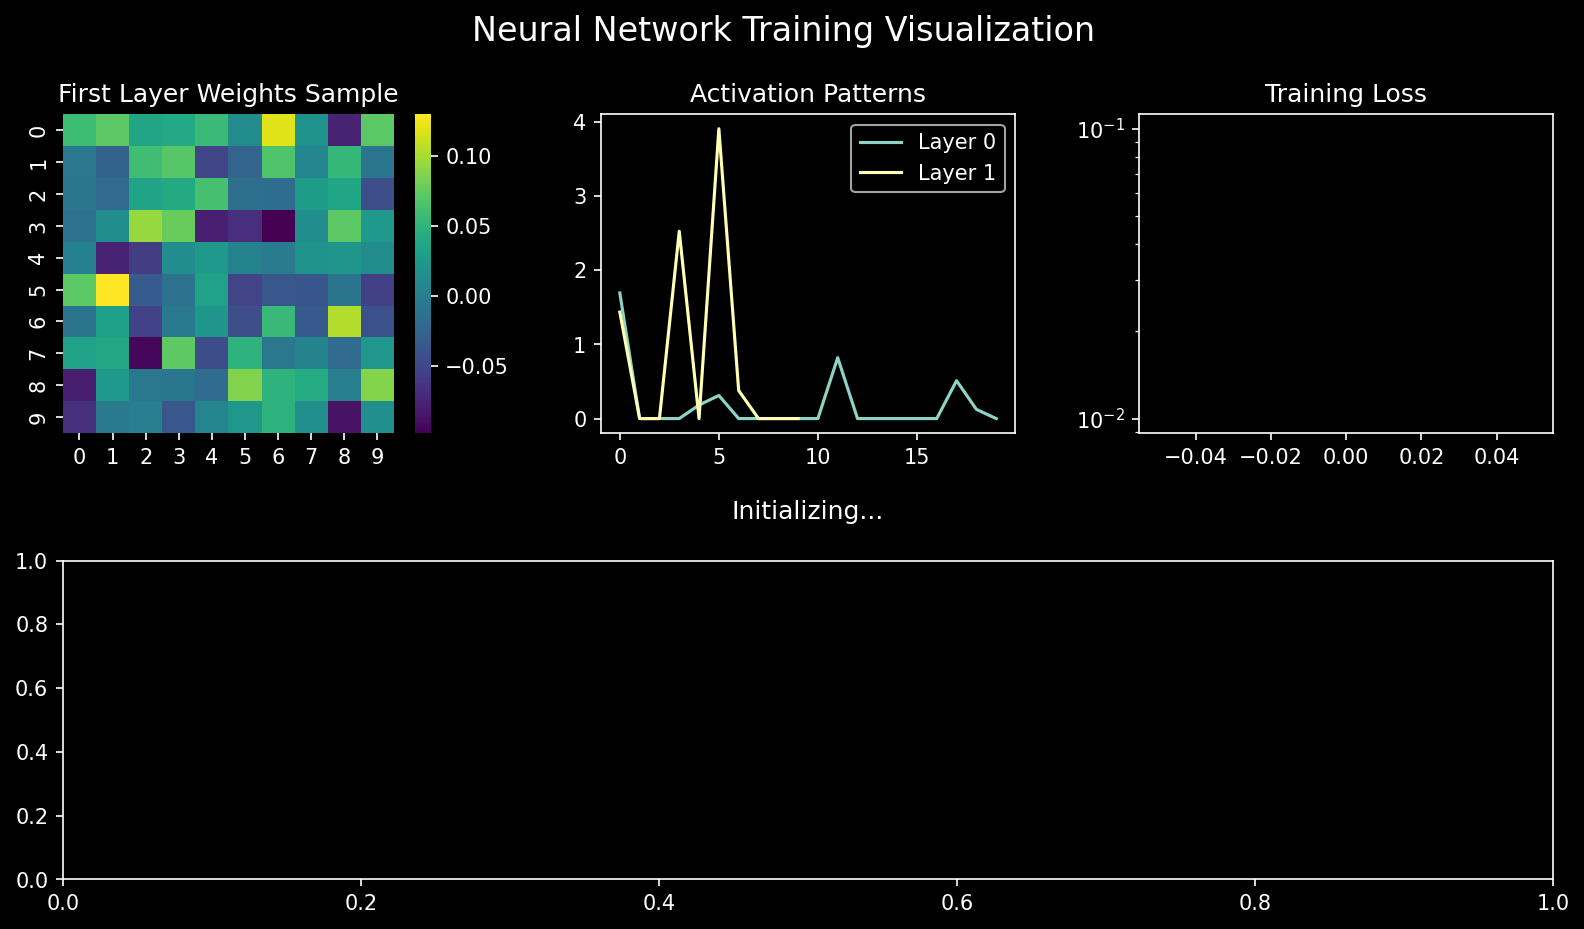 Neural Network Training Visualization
First Layer Weights Sample
0
1
2
3
4
5
6
7
8
9
0 1 2 3 4 5 6 7 8 9
0.10
0.05
0.00
−0.05
Activation Patterns
Layer 0
Layer 1
4
3
2
1
0
0 5 10 15
Training Loss
10⁻¹
10⁻²
−0.04 −0.02 0.00 0.02 0.04
Initializing...
1.0
0.8
0.6
0.4
0.2
0.0
0.0 0.2 0.4 0.6 0.8 1.0